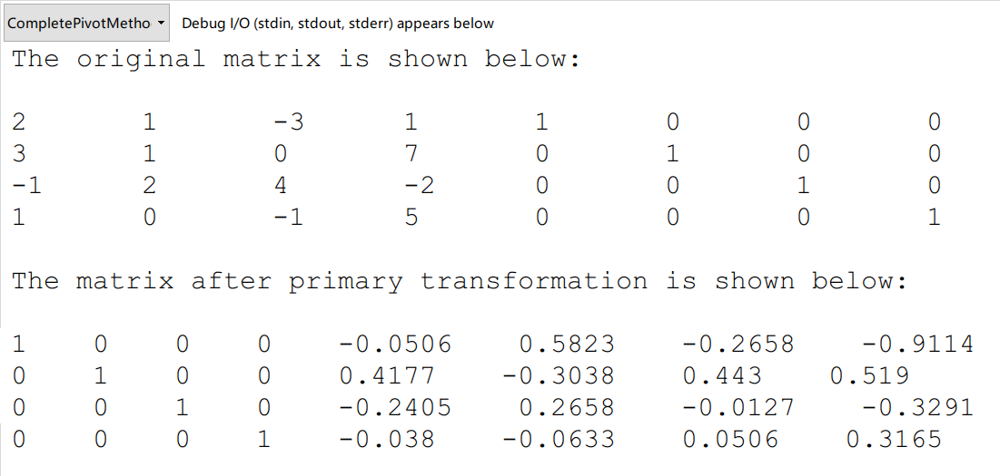 CompletePivotMetho Debug I/O (stdin, stdout, stderr) appears below
The original matrix is shown below:
2 1 -3 1 1 0 0 0
3 1 0 7 0 1 0 0
-1 2 4 -2 0 0 1 0
1 0 -1 5 0 0 0 1
The matrix after primary transformation is shown below:
1 0 0 0 -0.0506 0.5823 -0.2658 -0.9114
0 1 0 0 0.4177 -0.3038 0.443 0.519
0 0 1 0 -0.2405 0.2658 -0.0127 -0.3291
0 0 0 1 -0.038 -0.0633 0.0506 0.3165